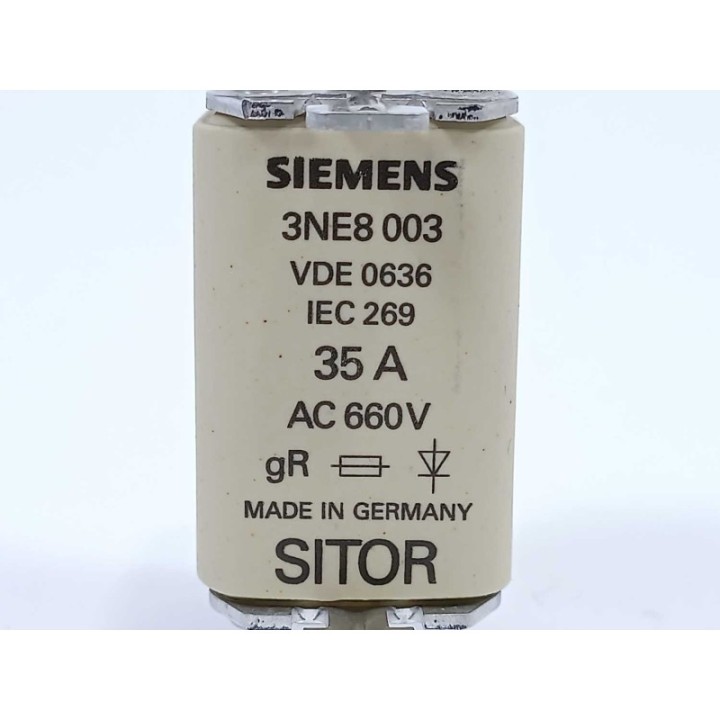 SIEMENS
3NE8 003
VDE 0636
IEC 269
35 A
AC 660V
gR
MADE IN GERMANY
SITOR